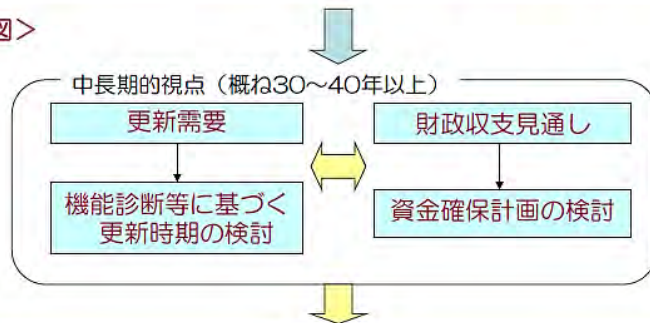 図>
中長期的視点（概ね30～40年以上）
更新需要
財政収支見通し
機能診断等に基づく
更新時期の検討
資金確保計画の検討